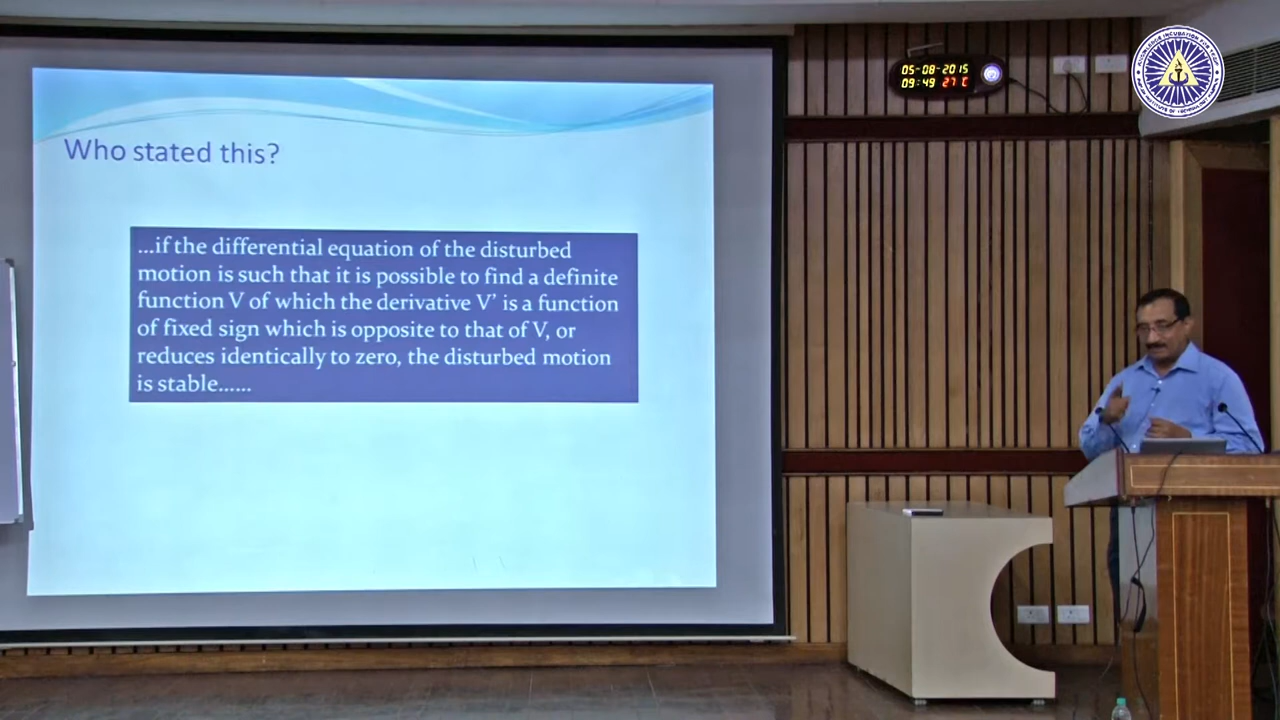 Who stated this?
...if the differential equation of the disturbed
motion is such that it is possible to find a definite
function V of which the derivative V' is a function
of fixed sign which is opposite to that of V, or
reduces identically to zero, the disturbed motion
is stable......
05-08-2015
09:49 27 C